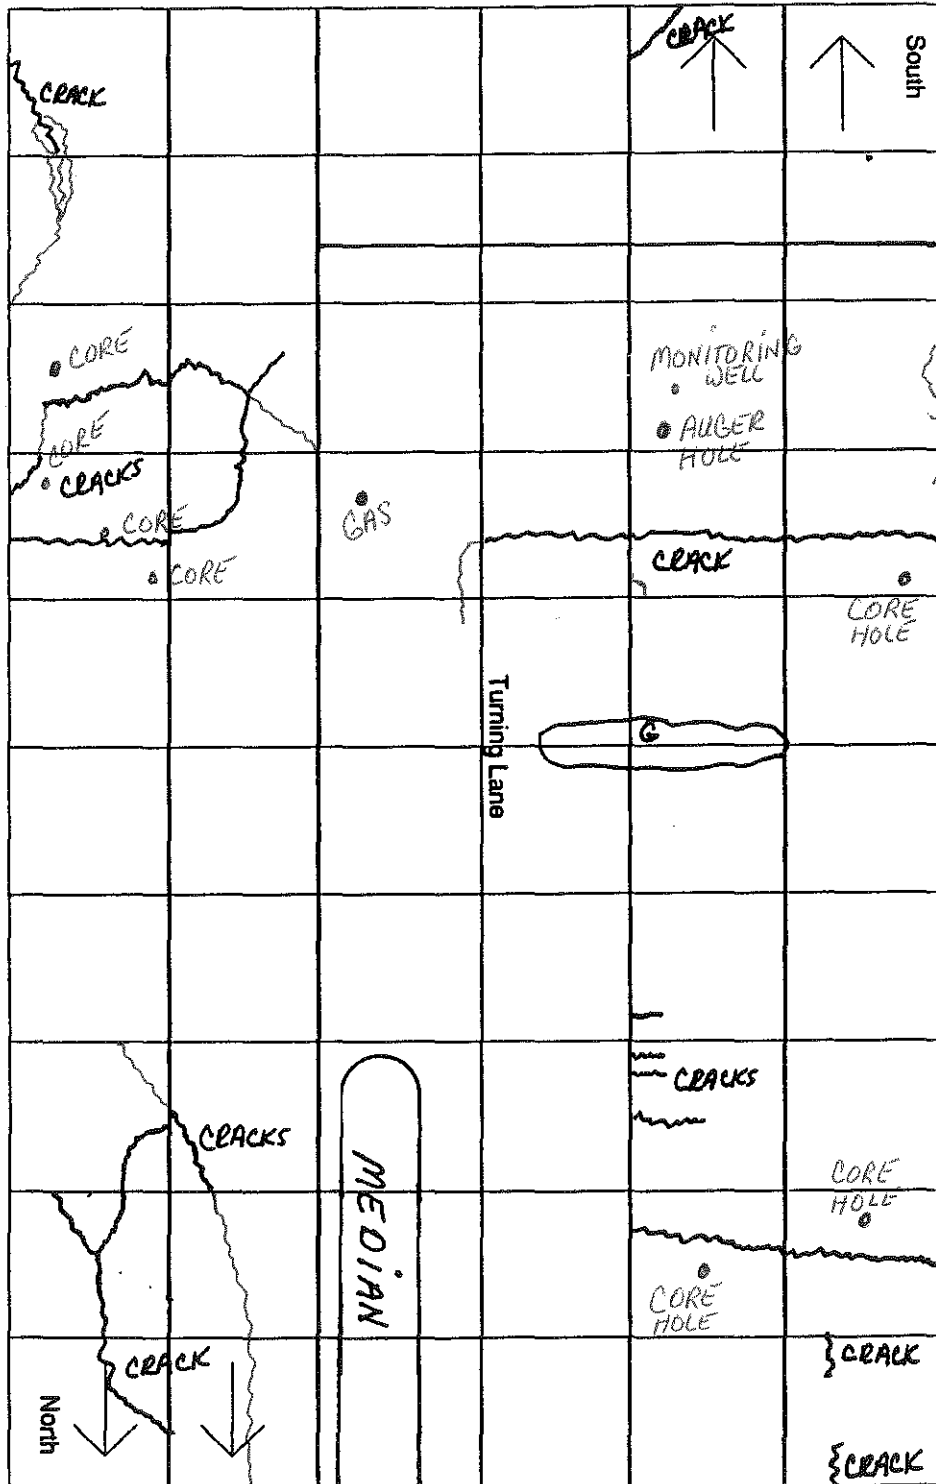 CRACK
South
CRACK
CORE
MONITORING
WELL
AUGER
HOLE
CORE
CRACKS
CORE
GAS
CORE
CRACK
CORE
HOLE
Turning Lane
G
CRACKS
CRACKS
MEDIAN
CORE
HOLE
CORE
HOLE
CRACK
CRACK
North
CRACK